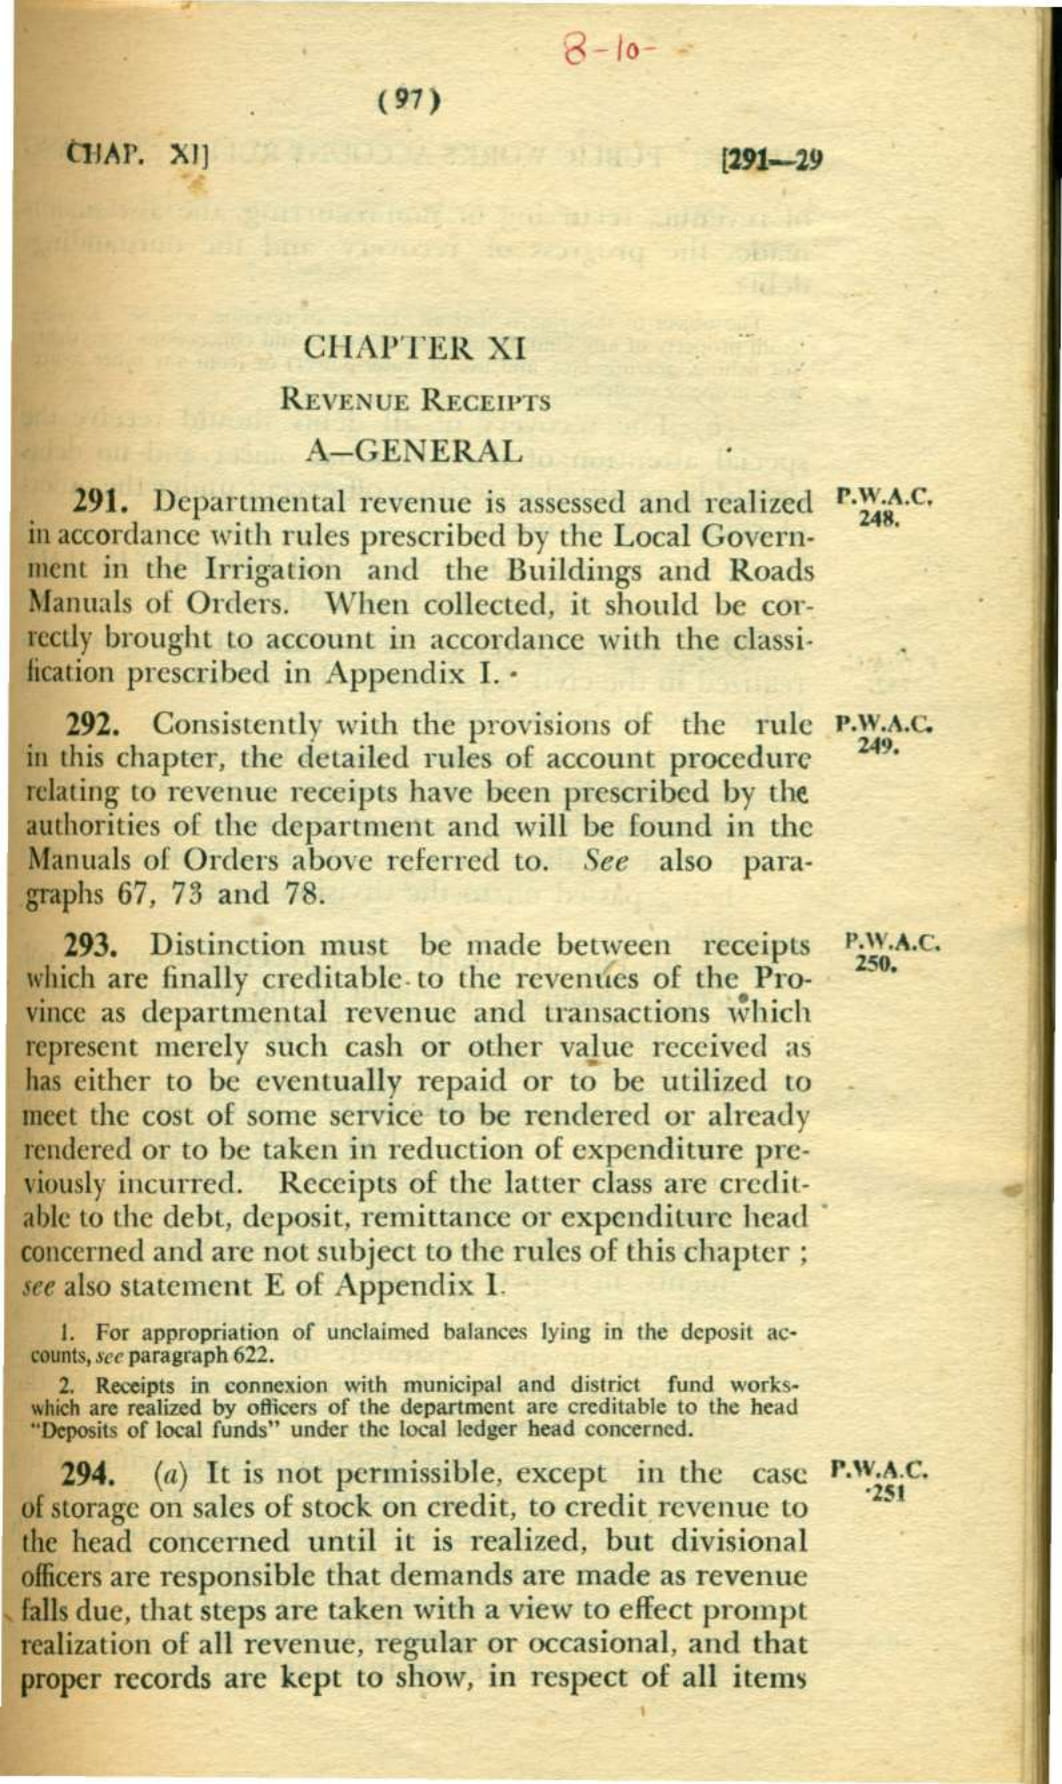 8-10-
(97)
CHAP. XI]
[291—29
CHAPTER XI
REVENUE RECEIPTS
A—GENERAL
291. Departmental revenue is assessed and realized
P.W.A.C.
248.
in accordance with rules prescribed by the Local Govern-
ment in the Irrigation and the Buildings and Roads
Manuals of Orders. When collected, it should be cor-
rectly brought to account in accordance with the classi-
fication prescribed in Appendix I.
292. Consistently with the provisions of the rule
P.W.A.C.
249.
in this chapter, the detailed rules of account procedure
relating to revenue receipts have been prescribed by the
authorities of the department and will be found in the
Manuals of Orders above referred to. See also para-
graphs 67, 73 and 78.
293. Distinction must be made between receipts
P.W.A.C.
250.
which are finally creditable to the revenues of the Pro-
vince as departmental revenue and transactions which
represent merely such cash or other value received as
has either to be eventually repaid or to be utilized to
meet the cost of some service to be rendered or already
rendered or to be taken in reduction of expenditure pre-
viously incurred. Receipts of the latter class are credit-
able to the debt, deposit, remittance or expenditure head
concerned and are not subject to the rules of this chapter ;
see also statement E of Appendix I.
1. For appropriation of unclaimed balances lying in the deposit ac-
counts, see paragraph 622.
2. Receipts in connexion with municipal and district fund works-
which are realized by officers of the department are creditable to the head
"Deposits of local funds" under the local ledger head concerned.
294. (a) It is not permissible, except in the case
P.W.A.C.
251
of storage on sales of stock on credit, to credit revenue to
the head concerned until it is realized, but divisional
officers are responsible that demands are made as revenue
falls due, that steps are taken with a view to effect prompt
realization of all revenue, regular or occasional, and that
proper records are kept to show, in respect of all items